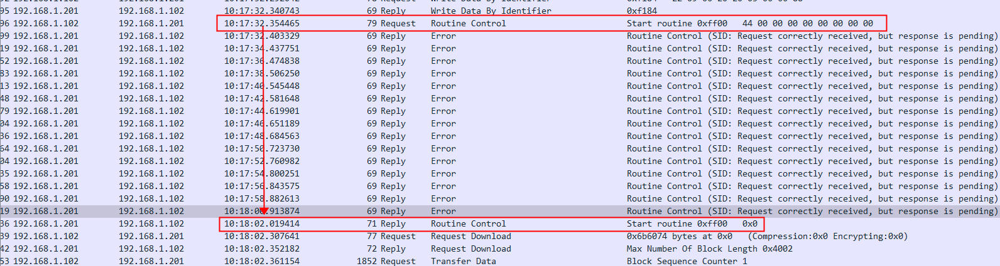 95 192.168.1.201 192.168.1.102 10:17:32.340743 69 Reply Write Data By Identifier 0xf184
96 192.168.1.102 192.168.1.201 10:17:32.354465 79 Request Routine Control Start routine 0xff00 44 00 00 00 00 00 00 00 00
99 192.168.1.201 192.168.1.102 10:17:32.403329 69 Reply Error Routine Control (SID: Request correctly received, but response is pending)
19 192.168.1.201 192.168.1.102 10:17:34.437751 69 Reply Error Routine Control (SID: Request correctly received, but response is pending)
52 192.168.1.201 192.168.1.102 10:17:36.474838 69 Reply Error Routine Control (SID: Request correctly received, but response is pending)
83 192.168.1.201 192.168.1.102 10:17:38.506250 69 Reply Error Routine Control (SID: Request correctly received, but response is pending)
13 192.168.1.201 192.168.1.102 10:17:40.545448 69 Reply Error Routine Control (SID: Request correctly received, but response is pending)
48 192.168.1.201 192.168.1.102 10:17:42.581648 69 Reply Error Routine Control (SID: Request correctly received, but response is pending)
79 192.168.1.201 192.168.1.102 10:17:44.619901 69 Reply Error Routine Control (SID: Request correctly received, but response is pending)
04 192.168.1.201 192.168.1.102 10:17:46.651189 69 Reply Error Routine Control (SID: Request correctly received, but response is pending)
36 192.168.1.201 192.168.1.102 10:17:48.684563 69 Reply Error Routine Control (SID: Request correctly received, but response is pending)
64 192.168.1.201 192.168.1.102 10:17:50.723730 69 Reply Error Routine Control (SID: Request correctly received, but response is pending)
04 192.168.1.201 192.168.1.102 10:17:52.760982 69 Reply Error Routine Control (SID: Request correctly received, but response is pending)
35 192.168.1.201 192.168.1.102 10:17:54.800251 69 Reply Error Routine Control (SID: Request correctly received, but response is pending)
58 192.168.1.201 192.168.1.102 10:17:56.843575 69 Reply Error Routine Control (SID: Request correctly received, but response is pending)
90 192.168.1.201 192.168.1.102 10:17:58.882613 69 Reply Error Routine Control (SID: Request correctly received, but response is pending)
19 192.168.1.201 192.168.1.102 69 Reply Error Routine Control (SID: Request correctly received, but response is pending)
36 192.168.1.201 192.168.1.102 10:18:02.019414 71 Reply Routine Control Start routine 0xff00 0x0
39 192.168.1.102 192.168.1.201 10:18:02.307641 77 Request Request Download 0x6b6074 bytes at 0x0 (Compression:0x0 Encrypting:0x0)
42 192.168.1.201 192.168.1.102 10:18:02.352182 72 Reply Request Download Max Number Of Block Length 0x4002
53 192.168.1.102 192.168.1.201 10:18:02.361154 1852 Request Transfer Data Block Sequence Counter 1